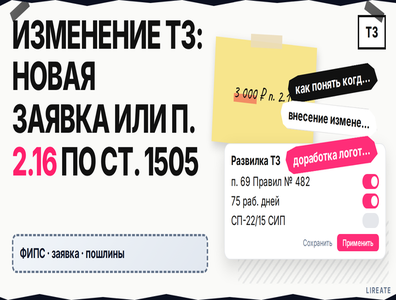 ИЗМЕНЕНИЕ ТЗ:
НОВАЯ
ЗАЯВКА ИЛИ П.
2.16 ПО СТ. 1505
ТЗ
3 000 ₽ п. 2.1
как понять когд...
внесение измене...
доработка логот...
Развилка ТЗ
п. 69 Правил № 482
75 раб. дней
СП-22/15 СИП
Сохранить Применить
ФИПС · заявка · пошлины
LIREATE